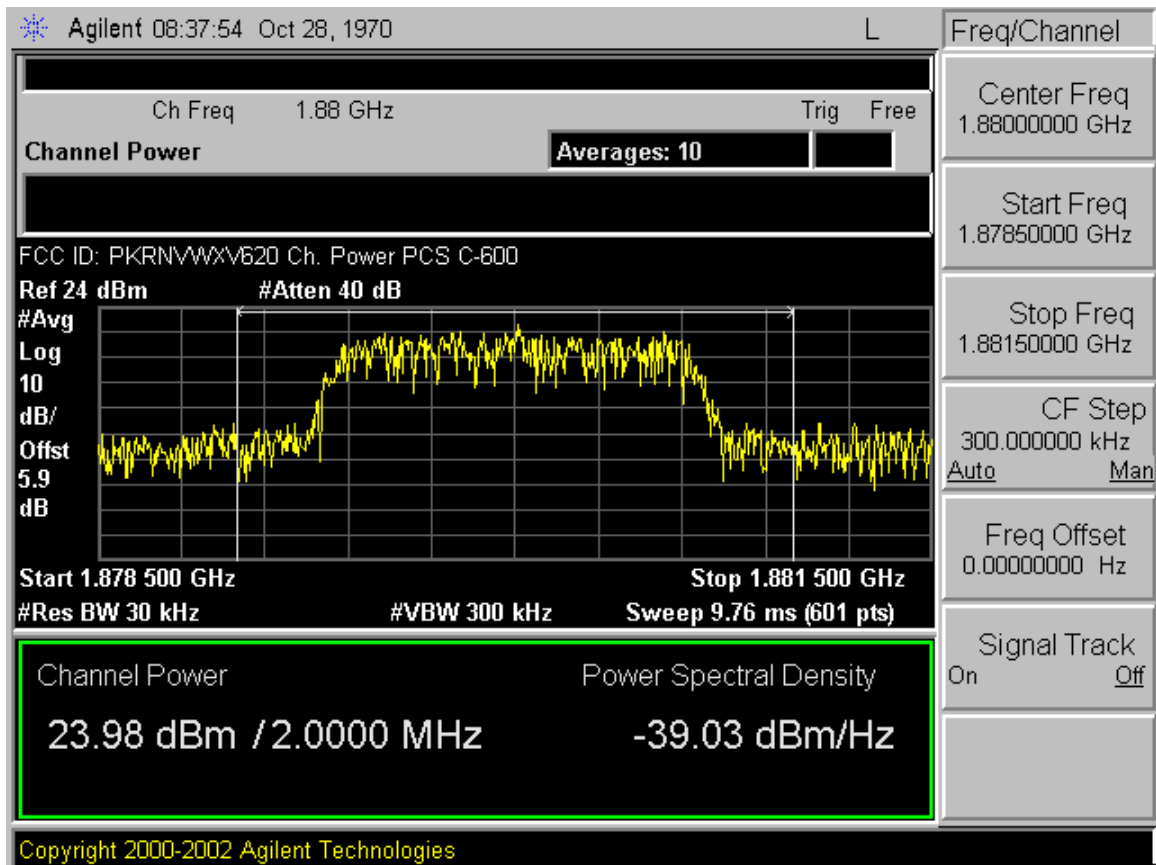 Agilent 08:37:54 Oct 28, 1970 L
Freq/Channel
Ch Freq 1.88 GHz Trig Free
Channel Power Averages: 10
FCC ID: PKRNVWXV620 Ch. Power PCS C-600
Ref 24 dBm #Atten 40 dB
#Avg
Log
10
dB/
Offst
5.9
dB
Start 1.878 500 GHz Stop 1.881 500 GHz
#Res BW 30 kHz #VBW 300 kHz Sweep 9.76 ms (601 pts)
Channel Power Power Spectral Density
23.98 dBm / 2.0000 MHz -39.03 dBm/Hz
Center Freq
1.88000000 GHz
Start Freq
1.87850000 GHz
Stop Freq
1.88150000 GHz
CF Step
300.000000 kHz
Auto Man
Freq Offset
0.00000000 Hz
Signal Track
On Off
Copyright 2000-2002 Agilent Technologies